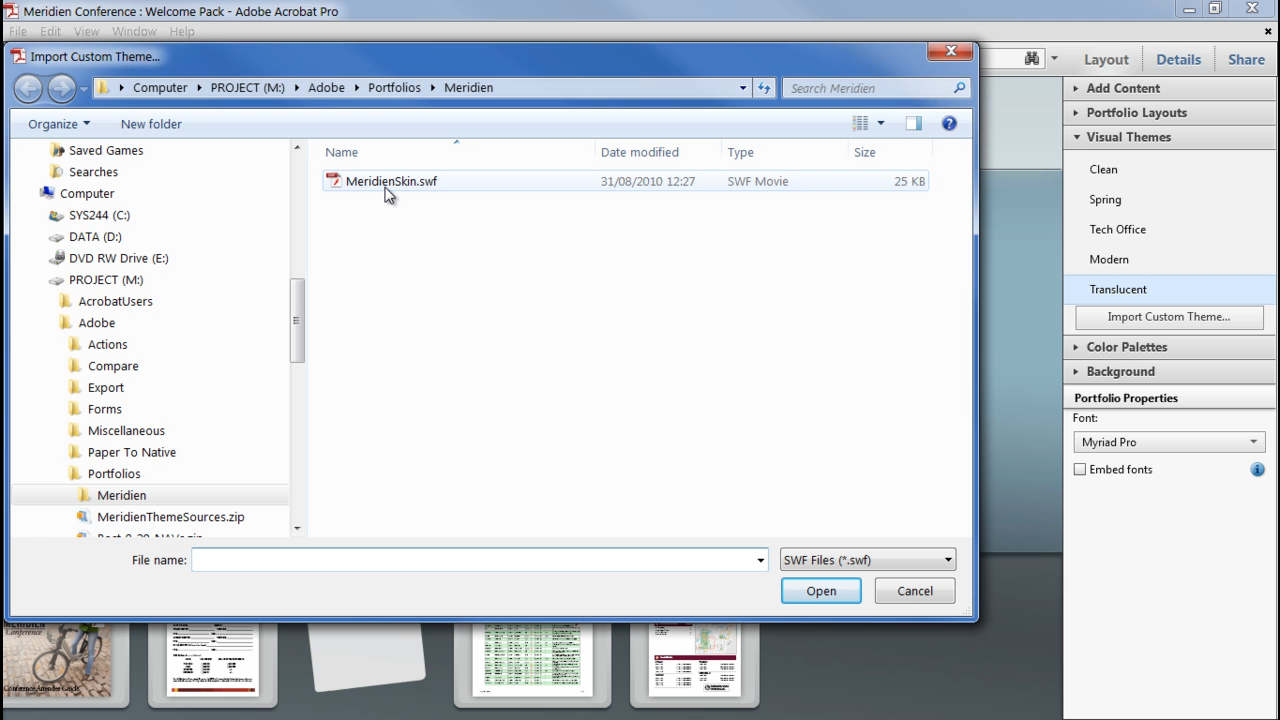 Meridien Conference : Welcome Pack - Adobe Acrobat Pro
File Edit View Window Help
Import Custom Theme...
Layout Details Share
Computer PROJECT (M:) Adobe Portfolios Meridien
Search Meridien
Organize New folder
Name Date modified Type Size
MeridienSkin.swf 31/08/2010 12:27 SWF Movie 25 KB
Saved Games
Searches
Computer
SYS244 (C:)
DATA (D:)
DVD RW Drive (E:)
PROJECT (M:)
AcrobatUsers
Adobe
Actions
Compare
Export
Forms
Miscellaneous
Paper To Native
Portfolios
Meridien
MeridienThemeSources.zip
File name:
SWF Files (*.swf)
Open Cancel
Add Content
Portfolio Layouts
Visual Themes
Clean
Spring
Tech Office
Modern
Translucent
Import Custom Theme...
Color Palettes
Background
Portfolio Properties
Font:
Myriad Pro
Embed fonts
MERIDIEN
Conference
Conference Attendee Guide